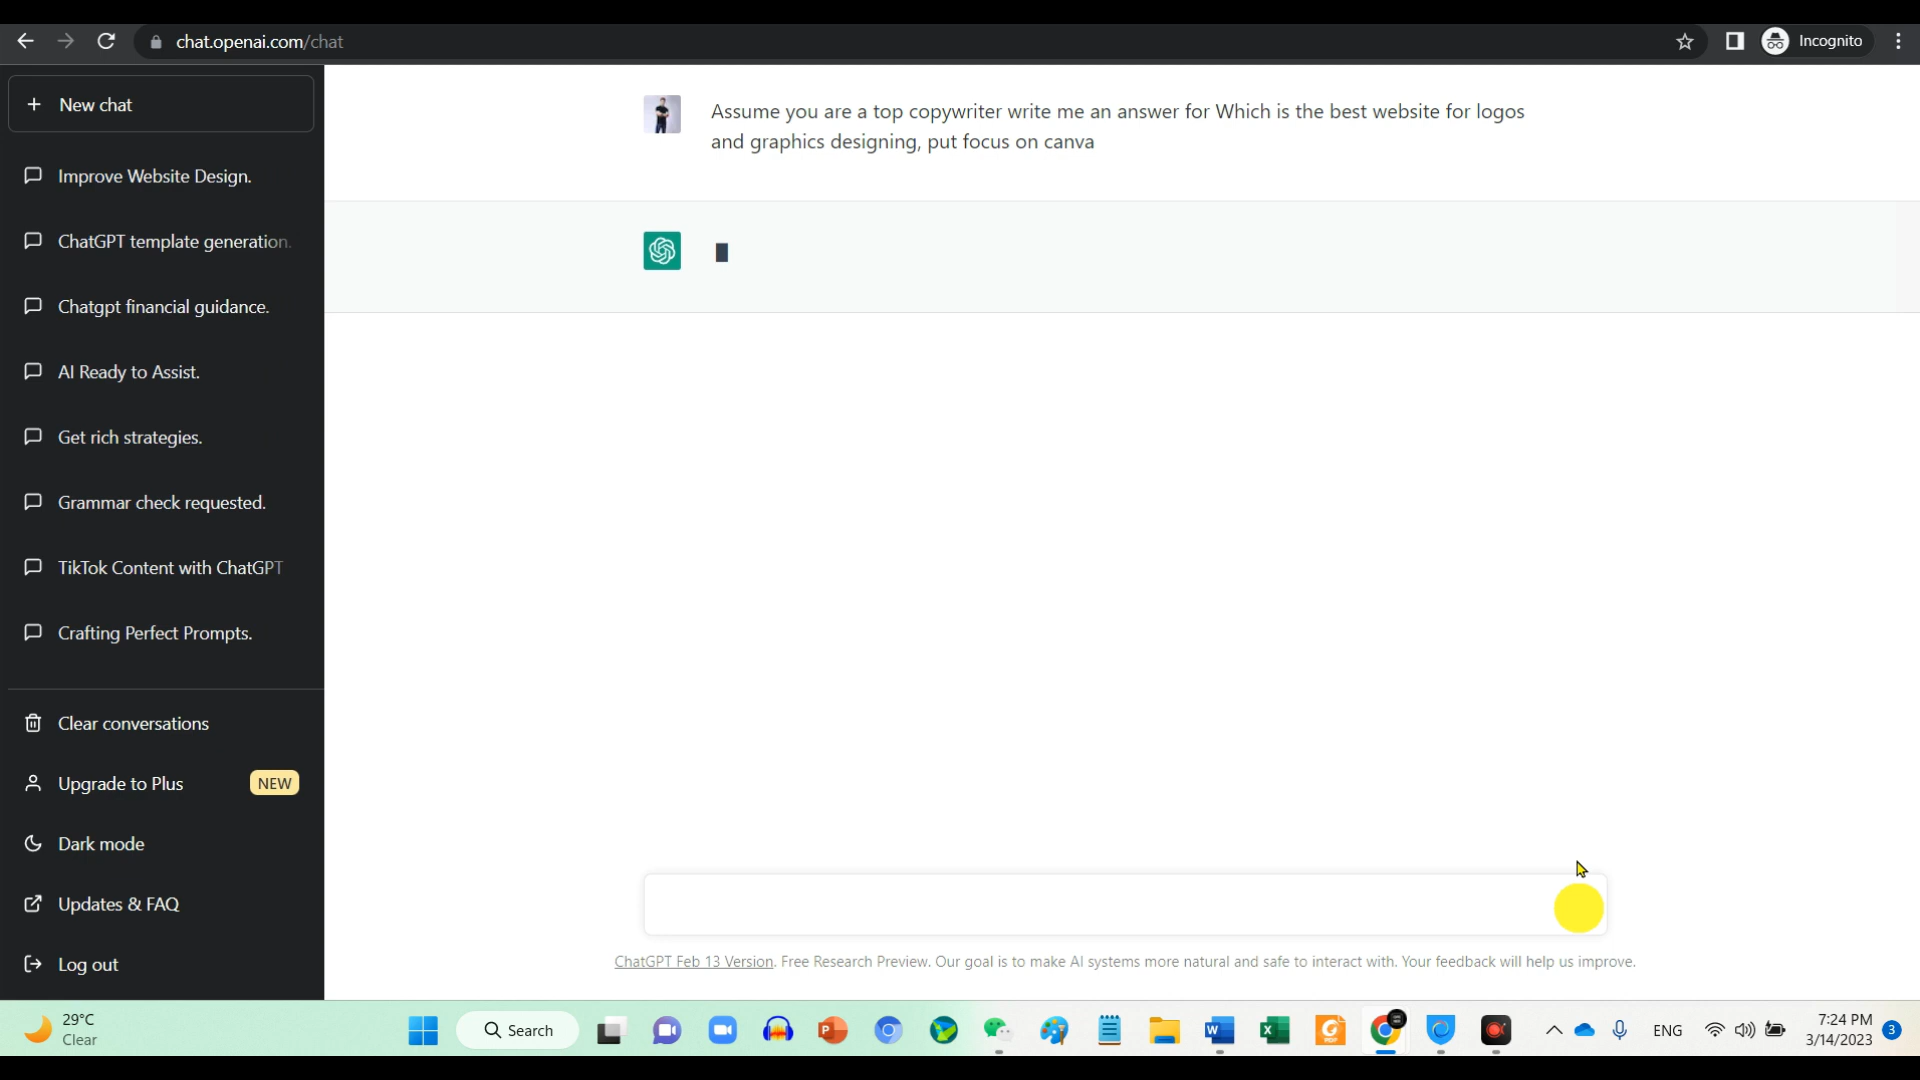 chat.openai.com/chat
Incognito
New chat
Improve Website Design.
ChatGPT template generation.
Chatgpt financial guidance.
AI Ready to Assist.
Get rich strategies.
Grammar check requested.
TikTok Content with ChatGPT
Crafting Perfect Prompts.
Clear conversations
Upgrade to Plus NEW
Dark mode
Updates & FAQ
Log out
Assume you are a top copywriter write me an answer for Which is the best website for logos
and graphics designing, put focus on canva
ChatGPT Feb 13 Version. Free Research Preview. Our goal is to make AI systems more natural and safe to interact with. Your feedback will help us improve.
29°C
Clear
Search
ENG
7:24 PM
3/14/2023
3